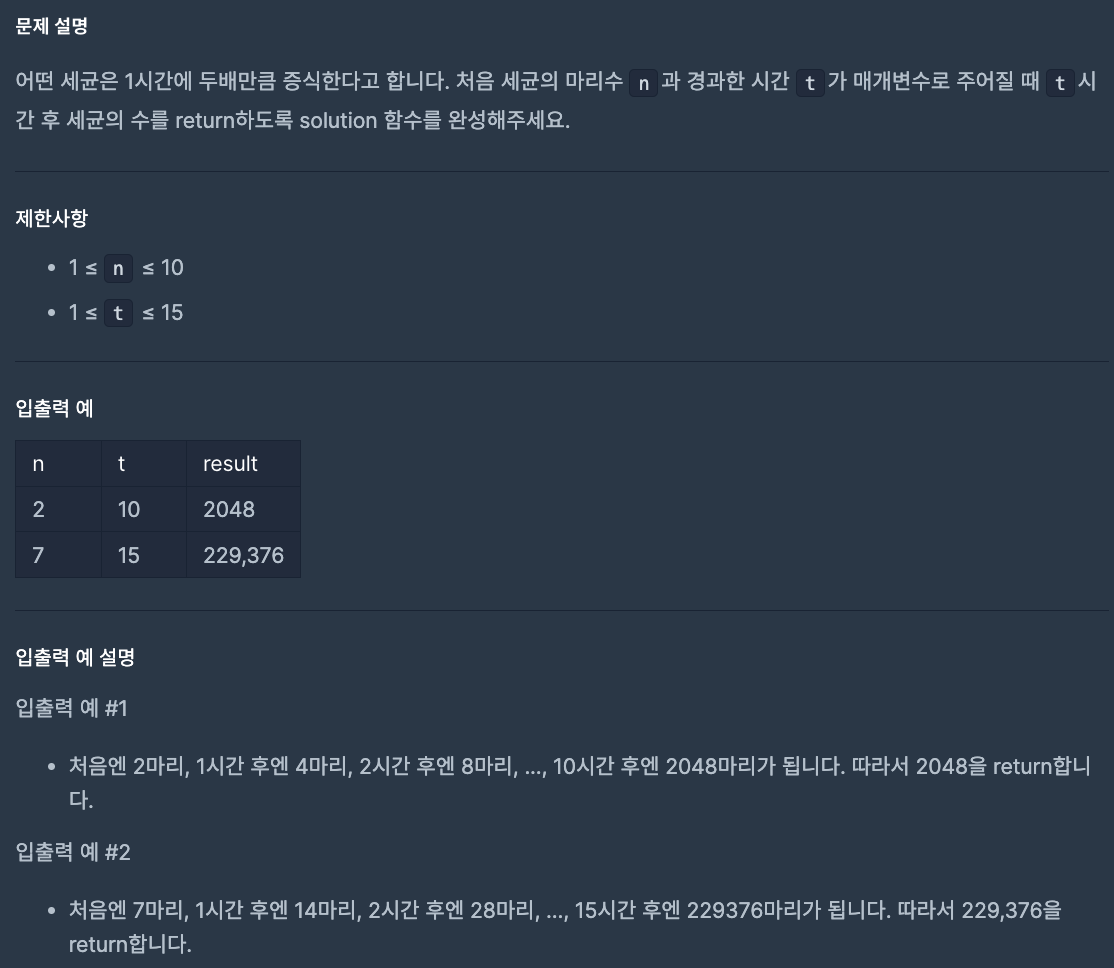 문제 설명
어떤 세균은 1시간에 두배만큼 증식한다고 합니다. 처음 세균의 마리수 n 과 경과한 시간 t 가 매개변수로 주어질 때 t 시
간 후 세균의 수를 return하도록 solution 함수를 완성해주세요.
제한사항
• 1 ≤ n ≤ 10
• 1 ≤ t ≤ 15
입출력 예
n t result
2 10 2048
7 15 229,376
입출력 예 설명
입출력 예 #1
• 처음엔 2마리, 1시간 후엔 4마리, 2시간 후엔 8마리, ..., 10시간 후엔 2048마리가 됩니다. 따라서 2048을 return합니
다.
입출력 예 #2
• 처음엔 7마리, 1시간 후엔 14마리, 2시간 후엔 28마리, ..., 15시간 후엔 229376마리가 됩니다. 따라서 229,376을
return합니다.